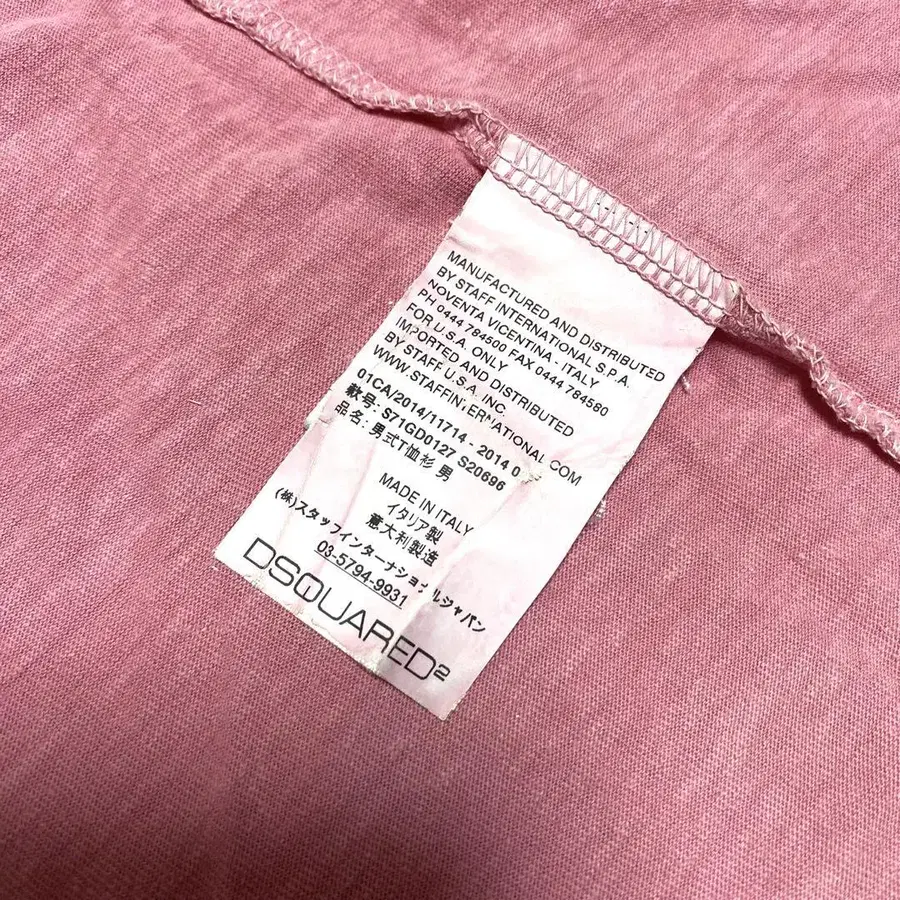 MANUFACTURED AND DISTRIBUTED
BY STAFF INTERNATIONAL S.P.A.
NOVENTA VICENTINA - ITALY
PH 0444 784500 FAX 0444 784580
FOR U.S.A. ONLY
IMPORTED AND DISTRIBUTED
BY STAFF U.S.A. INC.
WWW.STAFFINTERNATIONAL.COM
01CA/2014/11714 - 2014 0
款号: S71GD0127 S20696
品名: 男式T恤衫 男
MADE IN ITALY
イタリア製
意大利製造
(株)スタッフインターナショナルジャパン
03-5794-9931
DSQUARED2